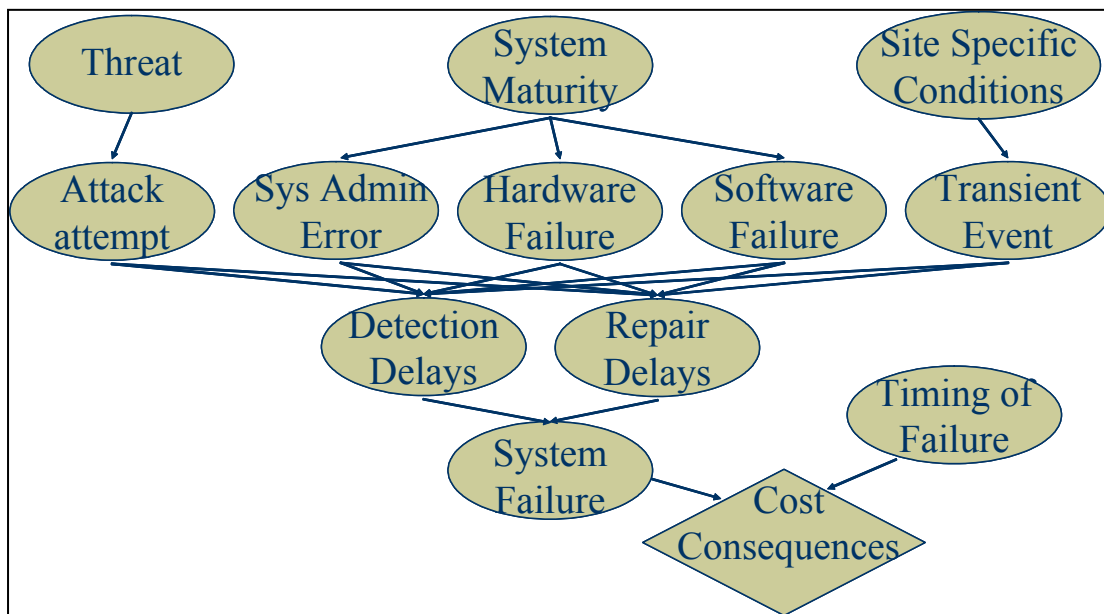 Threat
System
Maturity
Site Specific
Conditions
Attack
attempt
Sys Admin
Error
Hardware
Failure
Software
Failure
Transient
Event
Detection
Delays
Repair
Delays
Timing of
Failure
System
Failure
Cost
Consequences